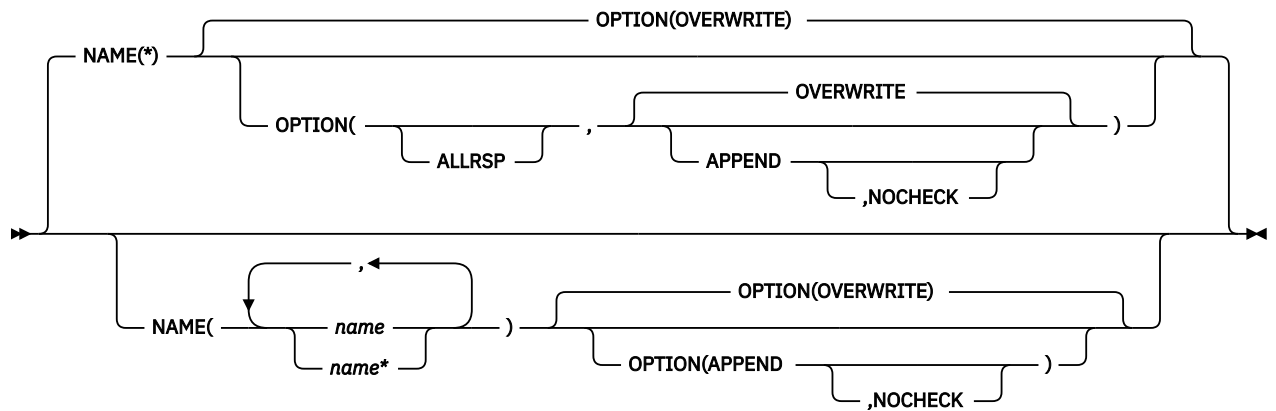 OPTION(OVERWRITE)
NAME(*)
OVERWRITE
OPTION( , )
ALLRSP
APPEND
,NOCHECK
,
OPTION(OVERWRITE)
NAME( name )
name*
OPTION(APPEND )
,NOCHECK